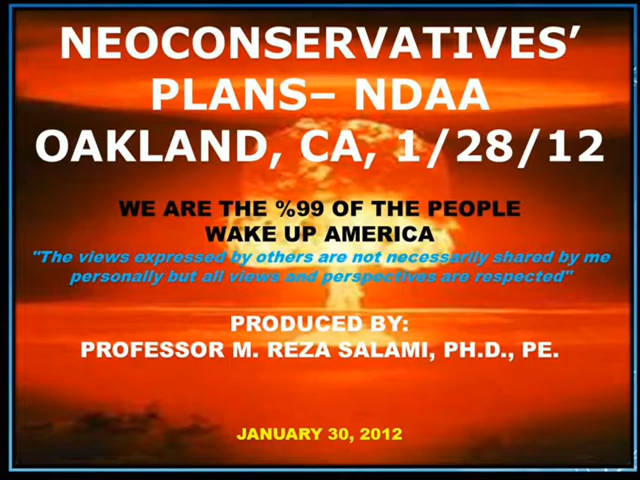 NEOCONSERVATIVES’
PLANS– NDAA
OAKLAND, CA, 1/28/12
WE ARE THE %99 OF THE PEOPLE
WAKE UP AMERICA
"The views expressed by others are not necessarily shared by me
personally but all views and perspectives are respected"
PRODUCED BY:
PROFESSOR M. REZA SALAMI, PH.D., PE.
JANUARY 30, 2012